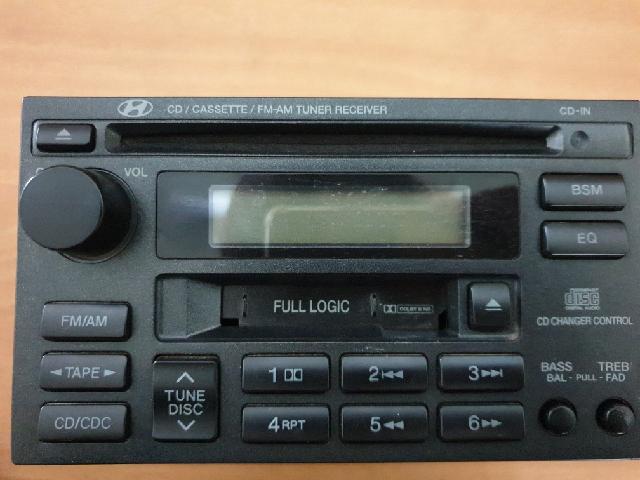 CD / CASSETTE / FM-AM TUNER RECEIVER
CD-IN
VOL
BSM
EQ
FULL LOGIC
DOLBY B NR
COMPACT
disc
DIGITAL AUDIO
CD CHANGER CONTROL
FM/AM
TAPE
CD/CDC
TUNE
DISC
1
2
3
4 RPT
5
6
BASS
TREB
BAL - PULL - FAD